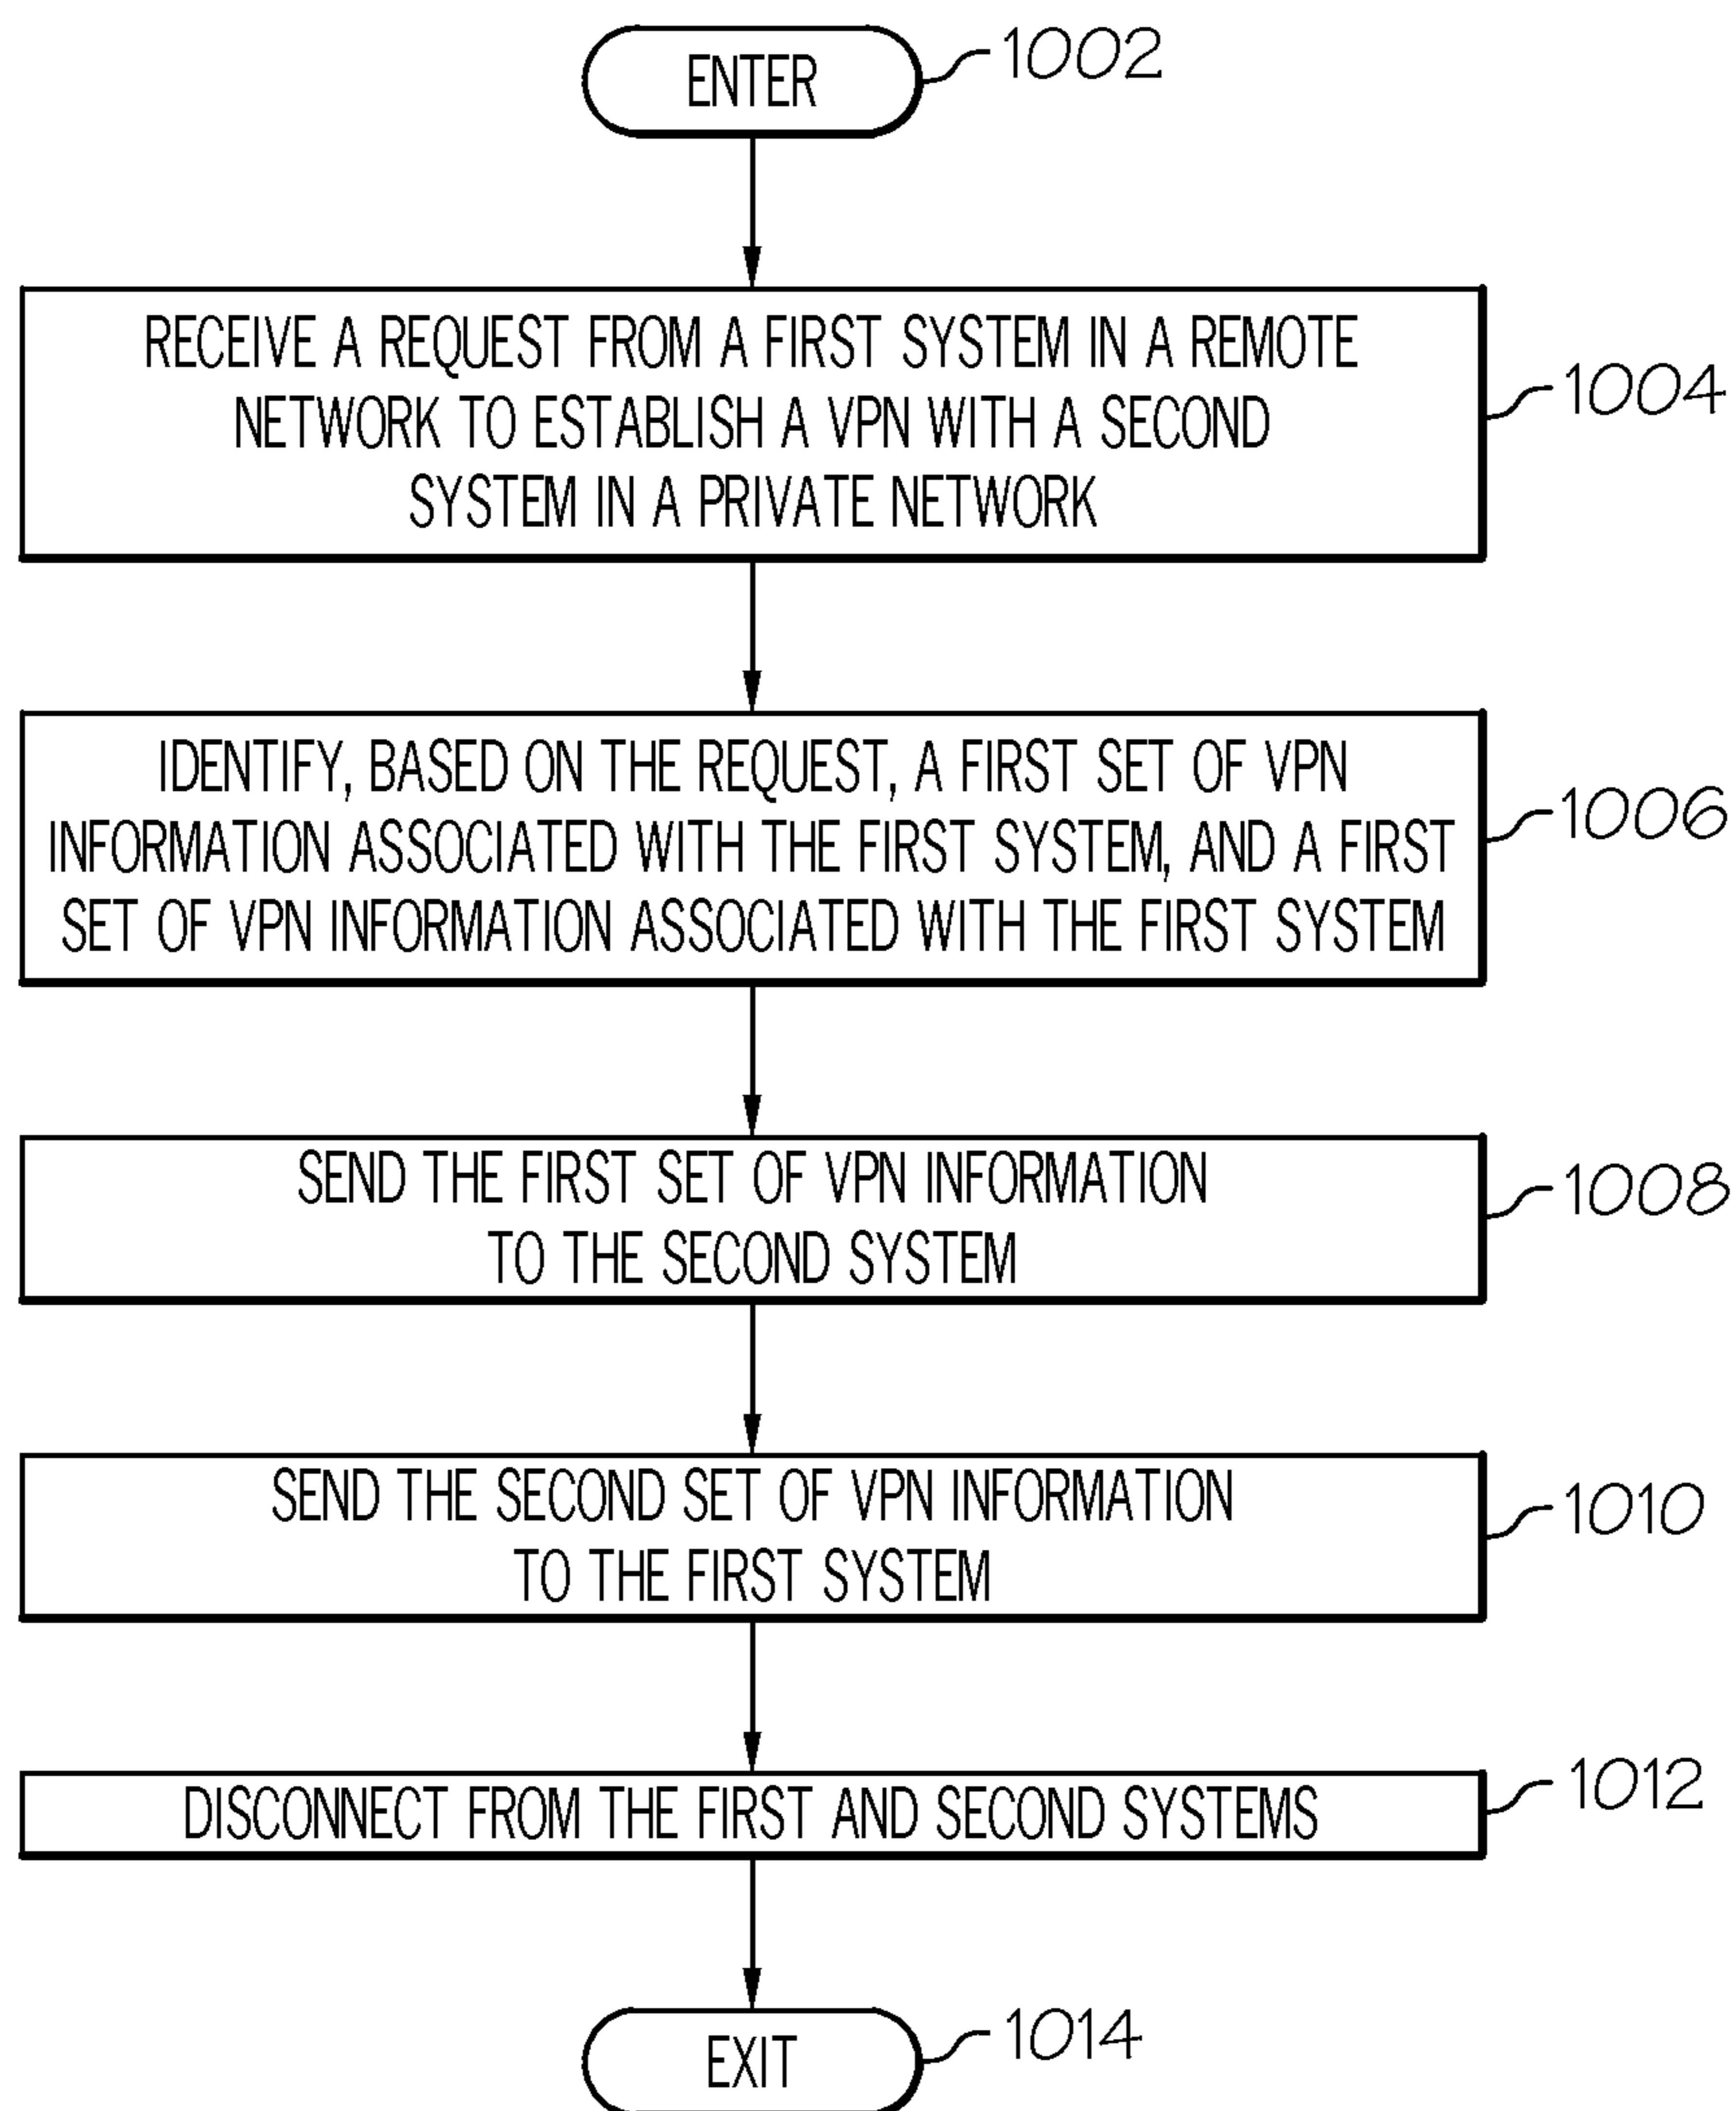 ENTER
1002
RECEIVE A REQUEST FROM A FIRST SYSTEM IN A REMOTE
NETWORK TO ESTABLISH A VPN WITH A SECOND
SYSTEM IN A PRIVATE NETWORK
1004
IDENTIFY, BASED ON THE REQUEST, A FIRST SET OF VPN
INFORMATION ASSOCIATED WITH THE FIRST SYSTEM, AND A FIRST
SET OF VPN INFORMATION ASSOCIATED WITH THE FIRST SYSTEM
1006
SEND THE FIRST SET OF VPN INFORMATION
TO THE SECOND SYSTEM
1008
SEND THE SECOND SET OF VPN INFORMATION
TO THE FIRST SYSTEM
1010
DISCONNECT FROM THE FIRST AND SECOND SYSTEMS
1012
EXIT
1014